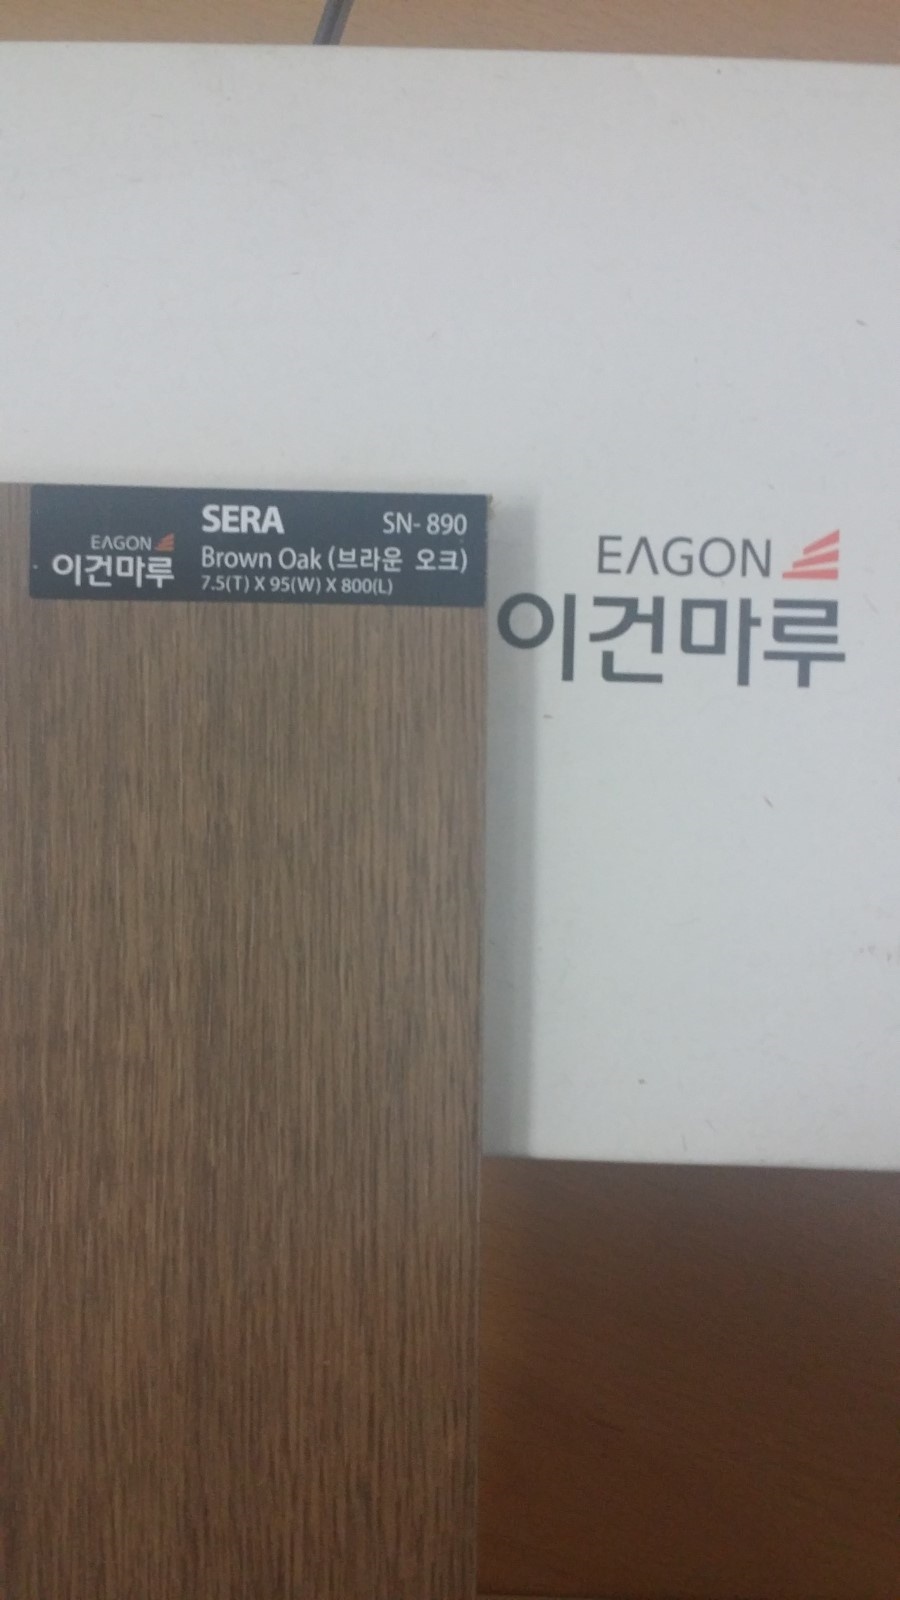 SERA SN- 890
EAGON
이건마루
Brown Oak (브라운 오크)
7.5(T) X 95(W) X 800(L)
EAGON
이건마루